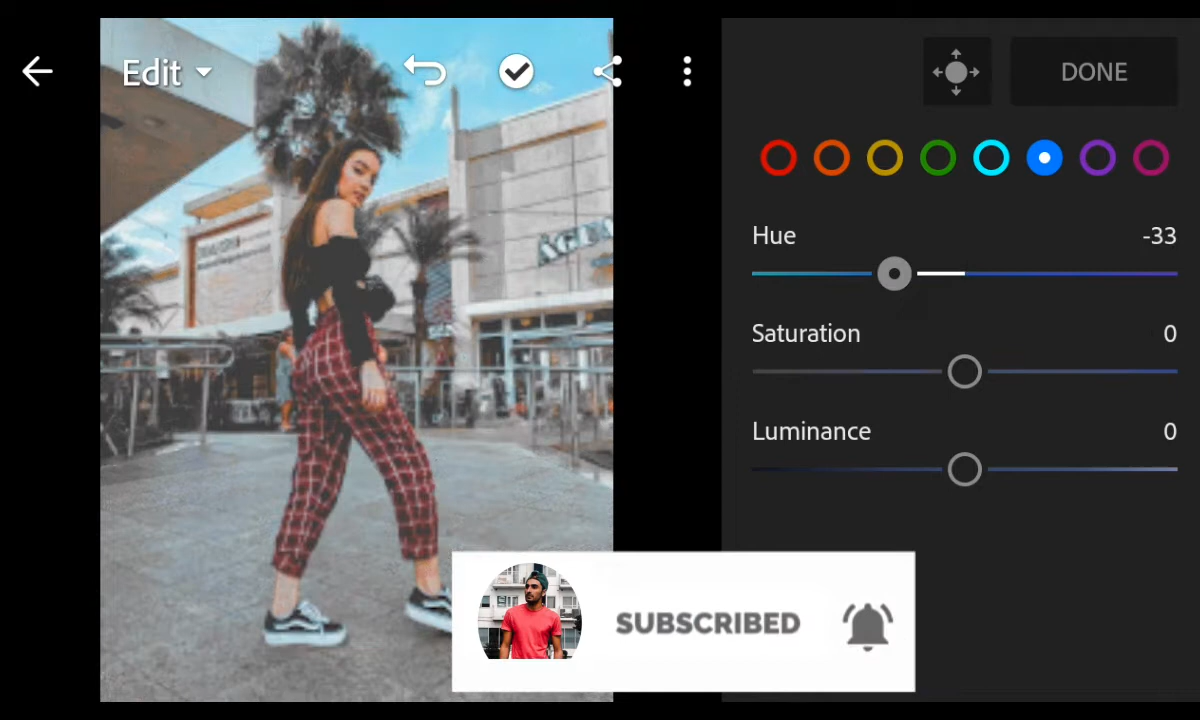 Edit
DONE
Hue -33
Saturation 0
Luminance 0
SUBSCRIBED